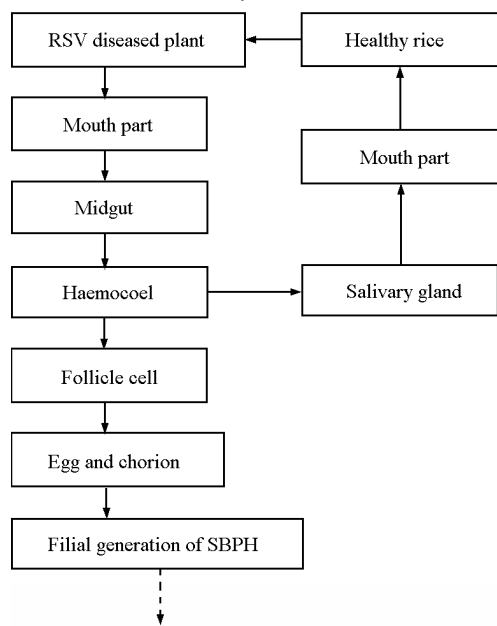 RSV diseased plant
Healthy rice
Mouth part
Mouth part
Midgut
Haemocoel
Salivary gland
Follicle cell
Egg and chorion
Filial generation of SBPH